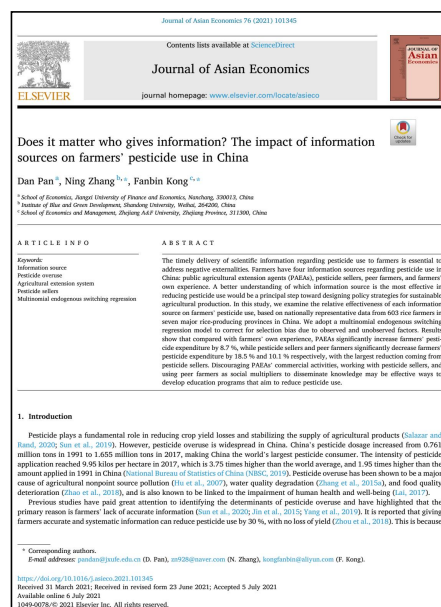 Journal of Asian Economics 76 (2021) 101345
Contents lists available at ScienceDirect
Journal of Asian Economics
journal homepage: www.elsevier.com/locate/asieco
ELSEVIER
JOURNAL OF
Asian
Economics
Check for
updates
Does it matter who gives information? The impact of information
sources on farmers' pesticide use in China
Dan Pan a, Ning Zhang b,*, Fanbin Kong c,*
a School of Economics, Jiangxi University of Finance and Economics, Nanchang, 330013, China
b Institute of Blue and Green Development, Shandong University, Weihai, 264200, China
c School of Economics and Management, Zhejiang A&F University, Zhejiang Province, 311300, China
ARTICLE INFO
Keywords:
Information source
Pesticide overuse
Agricultural extension system
Pesticide sellers
Multinomial endogenous switching regression
ABSTRACT
The timely delivery of scientific information regarding pesticide use to farmers is essential to
address negative externalities. Farmers have four information sources regarding pesticide use in
China: public agricultural extension agents (PAEAs), pesticide sellers, peer farmers, and farmers'
own experience. A better understanding of which information source is the most effective in
reducing pesticide use would be a principal step toward designing policy strategies for sustainable
agricultural production. In this study, we examine the relative effectiveness of each information
source on farmers' pesticide use, based on nationally representative data from 603 rice farmers in
seven major rice-producing provinces in China. We adopt a multinomial endogenous switching
regression model to correct for selection bias due to observed and unobserved factors. Results
show that compared with farmers' own experience, PAEAs significantly increase farmers' pesti-
cide expenditure by 8.7 %, while pesticide sellers and peer farmers significantly decrease farmers'
pesticide expenditure by 18.5 % and 10.1 % respectively, with the largest reduction coming from
pesticide sellers. Discouraging PAEAs' commercial activities, working with pesticide sellers, and
using peer farmers as social multipliers to disseminate knowledge may be effective ways to
develop education programs that aim to reduce pesticide use.
1. Introduction
Pesticide plays a fundamental role in reducing crop yield losses and stabilizing the supply of agricultural products (Salazar and
Rand, 2020; Sun et al., 2019). However, pesticide overuse is widespread in China. China's pesticide dosage increased from 0.761
million tons in 1991 to 1.655 million tons in 2017, making China the world's largest pesticide consumer. The intensity of pesticide
application reached 9.95 kilos per hectare in 2017, which is 3.75 times higher than the world average, and 1.95 times higher than the
amount applied in 1991 in China (National Bureau of Statistics of China (NBSC, 2019). Pesticide overuse has been shown to be a major
cause of agricultural nonpoint source pollution (Hu et al., 2007), water quality degradation (Zhang et al., 2015a), and food quality
deterioration (Zhao et al., 2018), and is also known to be linked to the impairment of human health and well-being (Lai, 2017).
Previous studies have paid great attention to identifying the determinants of pesticide overuse and have highlighted that the
primary reason is farmers' lack of accurate information (Sun et al., 2020; Jin et al., 2015; Yang et al., 2019). It is reported that giving
farmers accurate and systematic information can reduce pesticide use by 30 %, with no loss of yield (Zhou et al., 2018). This is because
* Corresponding authors.
E-mail addresses: pandan@jxufe.edu.cn (D. Pan), zn928@naver.com (N. Zhang), kongfanbin@aliyun.com (F. Kong).
https://doi.org/10.1016/j.asieco.2021.101345
Received 31 March 2021; Received in revised form 23 June 2021; Accepted 5 July 2021
Available online 6 July 2021
1049-0078/© 2021 Elsevier Inc. All rights reserved.